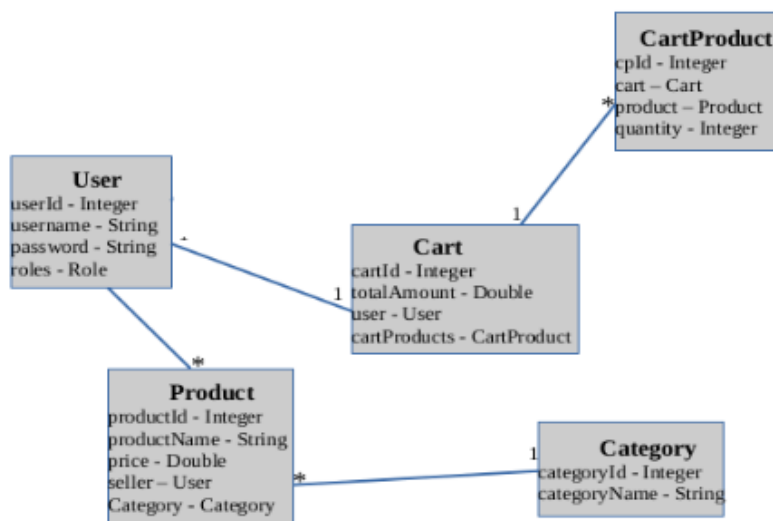 CartProduct
cpId - Integer
cart – Cart
product – Product
quantity - Integer
*
1
User
userId - Integer
username - String
password - String
roles - Role
1
Cart
cartId - Integer
totalAmount - Double
user - User
cartProducts - CartProduct
*
Product
productId - Integer
productName - String
price - Double
seller – User
Category - Category
*
1
Category
categoryId - Integer
categoryName - String